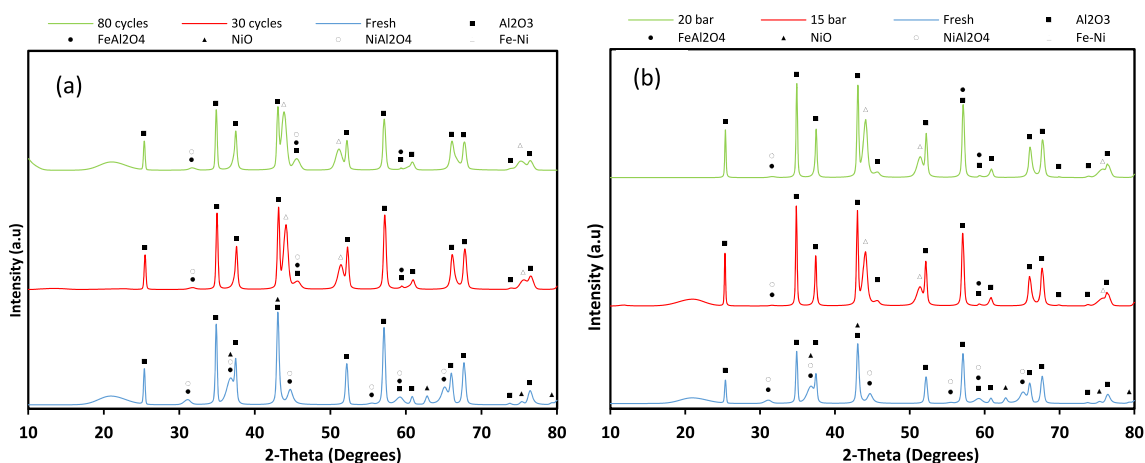 80 cycles 30 cycles Fresh Al2O3
FeAl2O4 NiO NiAl2O4 Fe-Ni
(a)
Intensity (a.u)
10 20 30 40 50 60 70 80
2-Theta (Degrees)
20 bar 15 bar Fresh Al2O3
FeAl2O4 NiO NiAl2O4 Fe-Ni
(b)
Intensity (a.u)
10 20 30 40 50 60 70 80
2-Theta (Degrees)